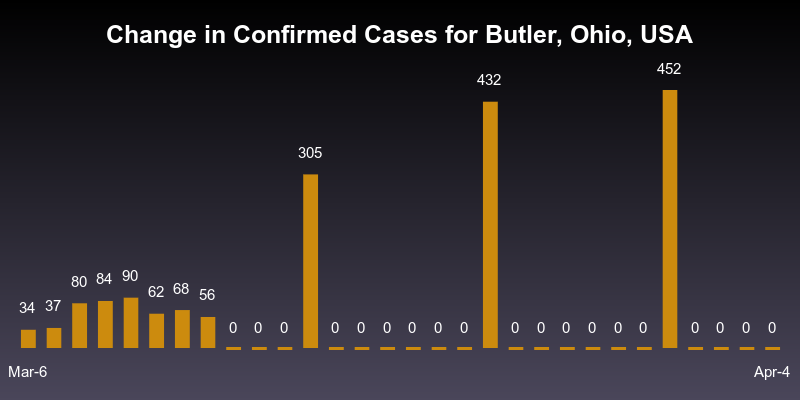 Change in Confirmed Cases for Butler, Ohio, USA
34 37 80 84 90 62 68 56 0 0 0 305 0 0 0 0 0 0 432 0 0 0 0 0 0 452 0 0 0 0
Mar-6 Apr-4